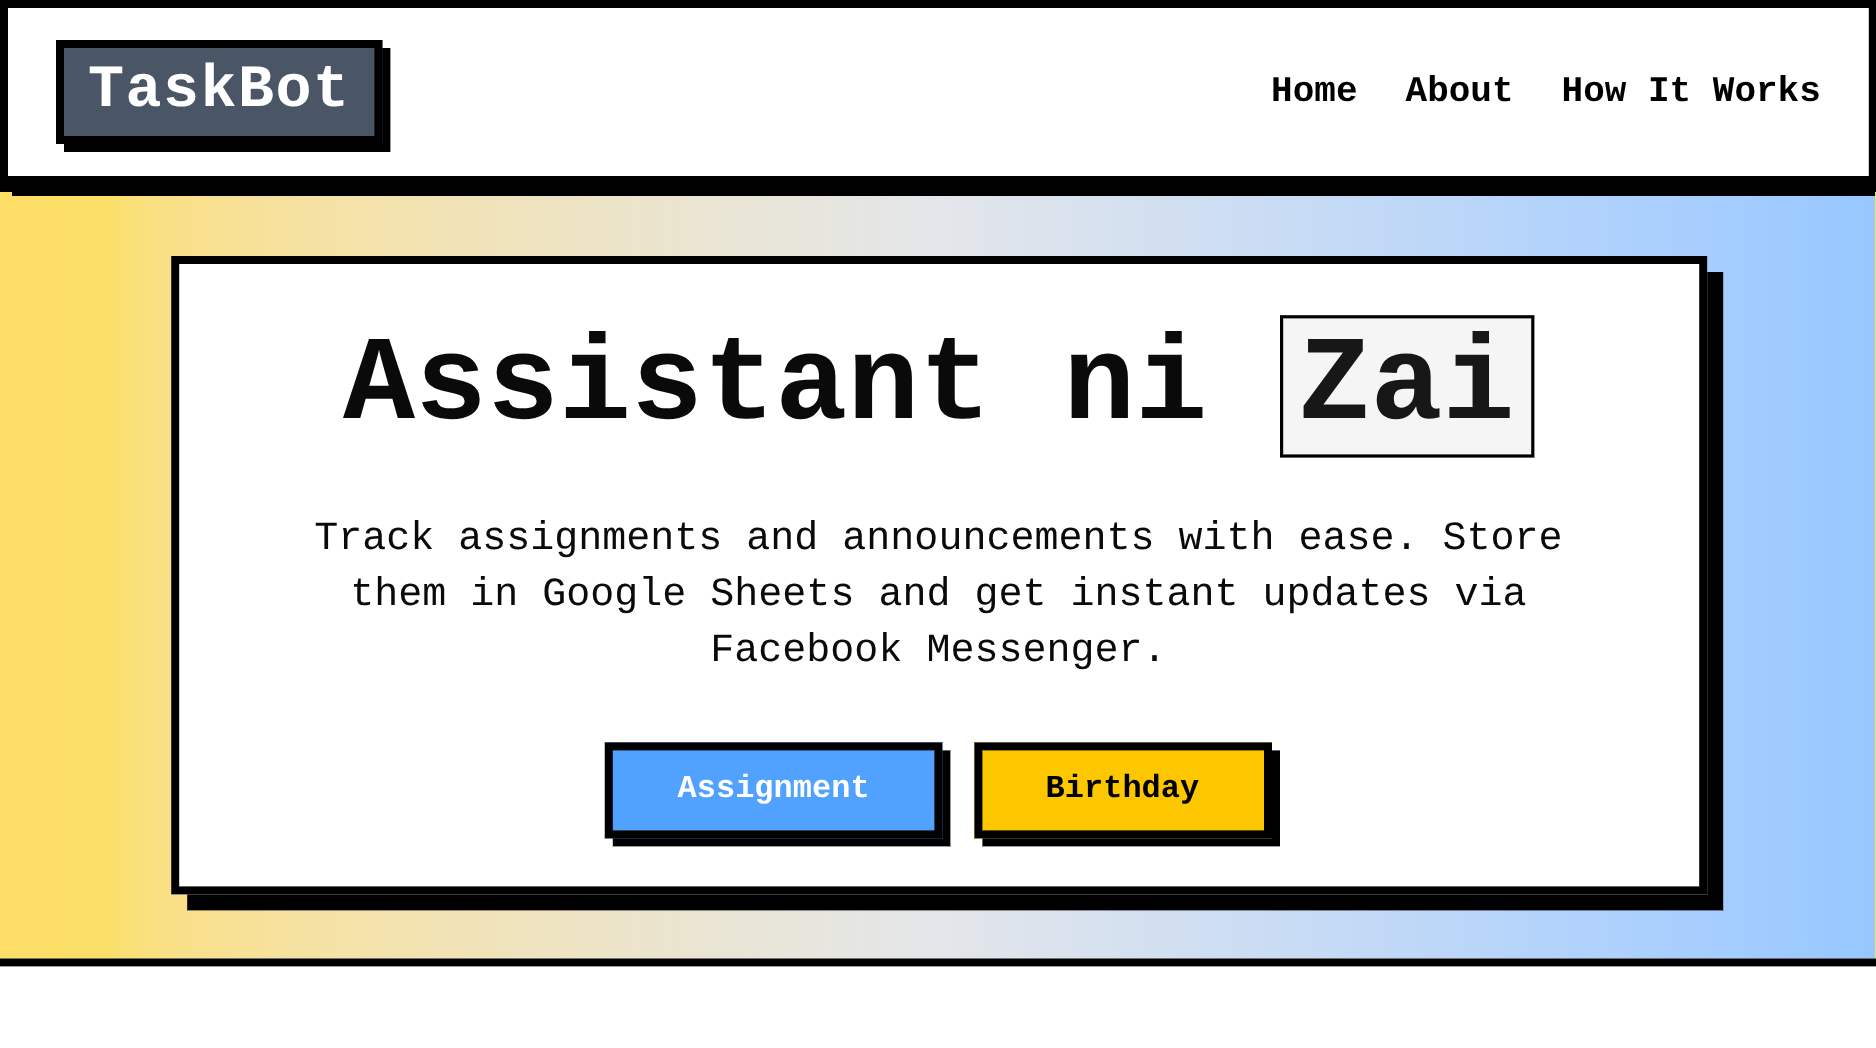 TaskBot
Home About How It Works
Assistant ni Zai
Track assignments and announcements with ease. Store
them in Google Sheets and get instant updates via
Facebook Messenger.
Assignment Birthday